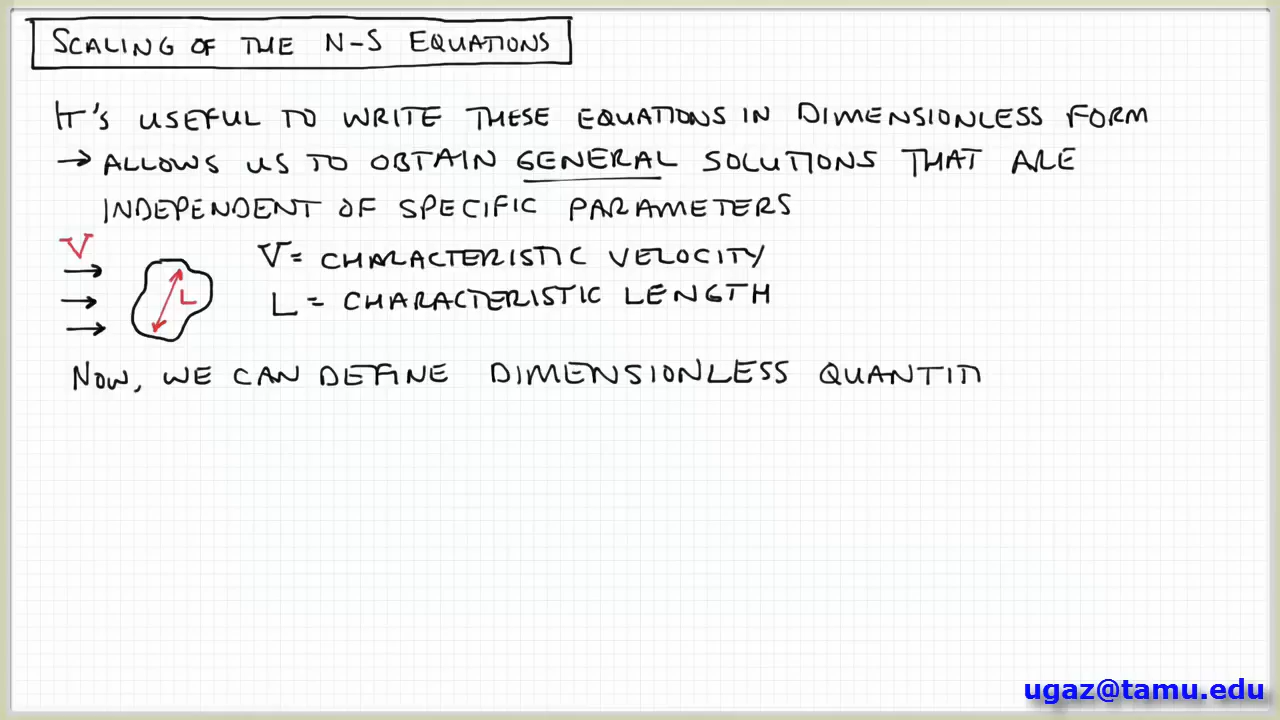 SCALING OF THE N-S EQUATIONS
IT'S USEFUL TO WRITE THESE EQUATIONS IN DIMENSIONLESS FORM
→ ALLOWS US TO OBTAIN GENERAL SOLUTIONS THAT ARE
INDEPENDENT OF SPECIFIC PARAMETERS
V
L
V = CHARACTERISTIC VELOCITY
L = CHARACTERISTIC LENGTH
NOW, WE CAN DEFINE DIMENSIONLESS QUANTITI
ugaz@tamu.edu